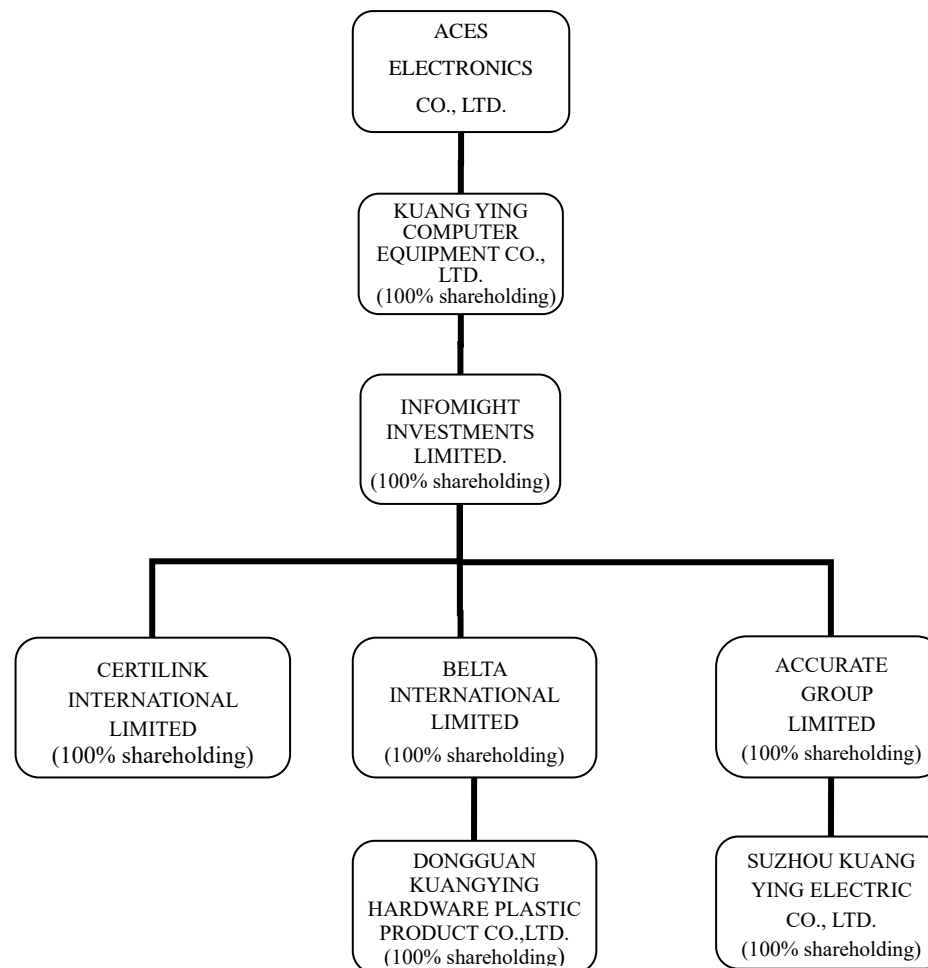 ACES
ELECTRONICS
CO., LTD.
KUANG YING
COMPUTER
EQUIPMENT CO.,
LTD.
(100% shareholding)
INFOMIGHT
INVESTMENTS
LIMITED.
(100% shareholding)
CERTILINK
INTERNATIONAL
LIMITED
(100% shareholding)
BELTA
INTERNATIONAL
LIMITED
(100% shareholding)
ACCURATE
GROUP
LIMITED
(100% shareholding)
DONGGUAN
KUANGYING
HARDWARE PLASTIC
PRODUCT CO.,LTD.
(100% shareholding)
SUZHOU KUANG
YING ELECTRIC
CO., LTD.
(100% shareholding)